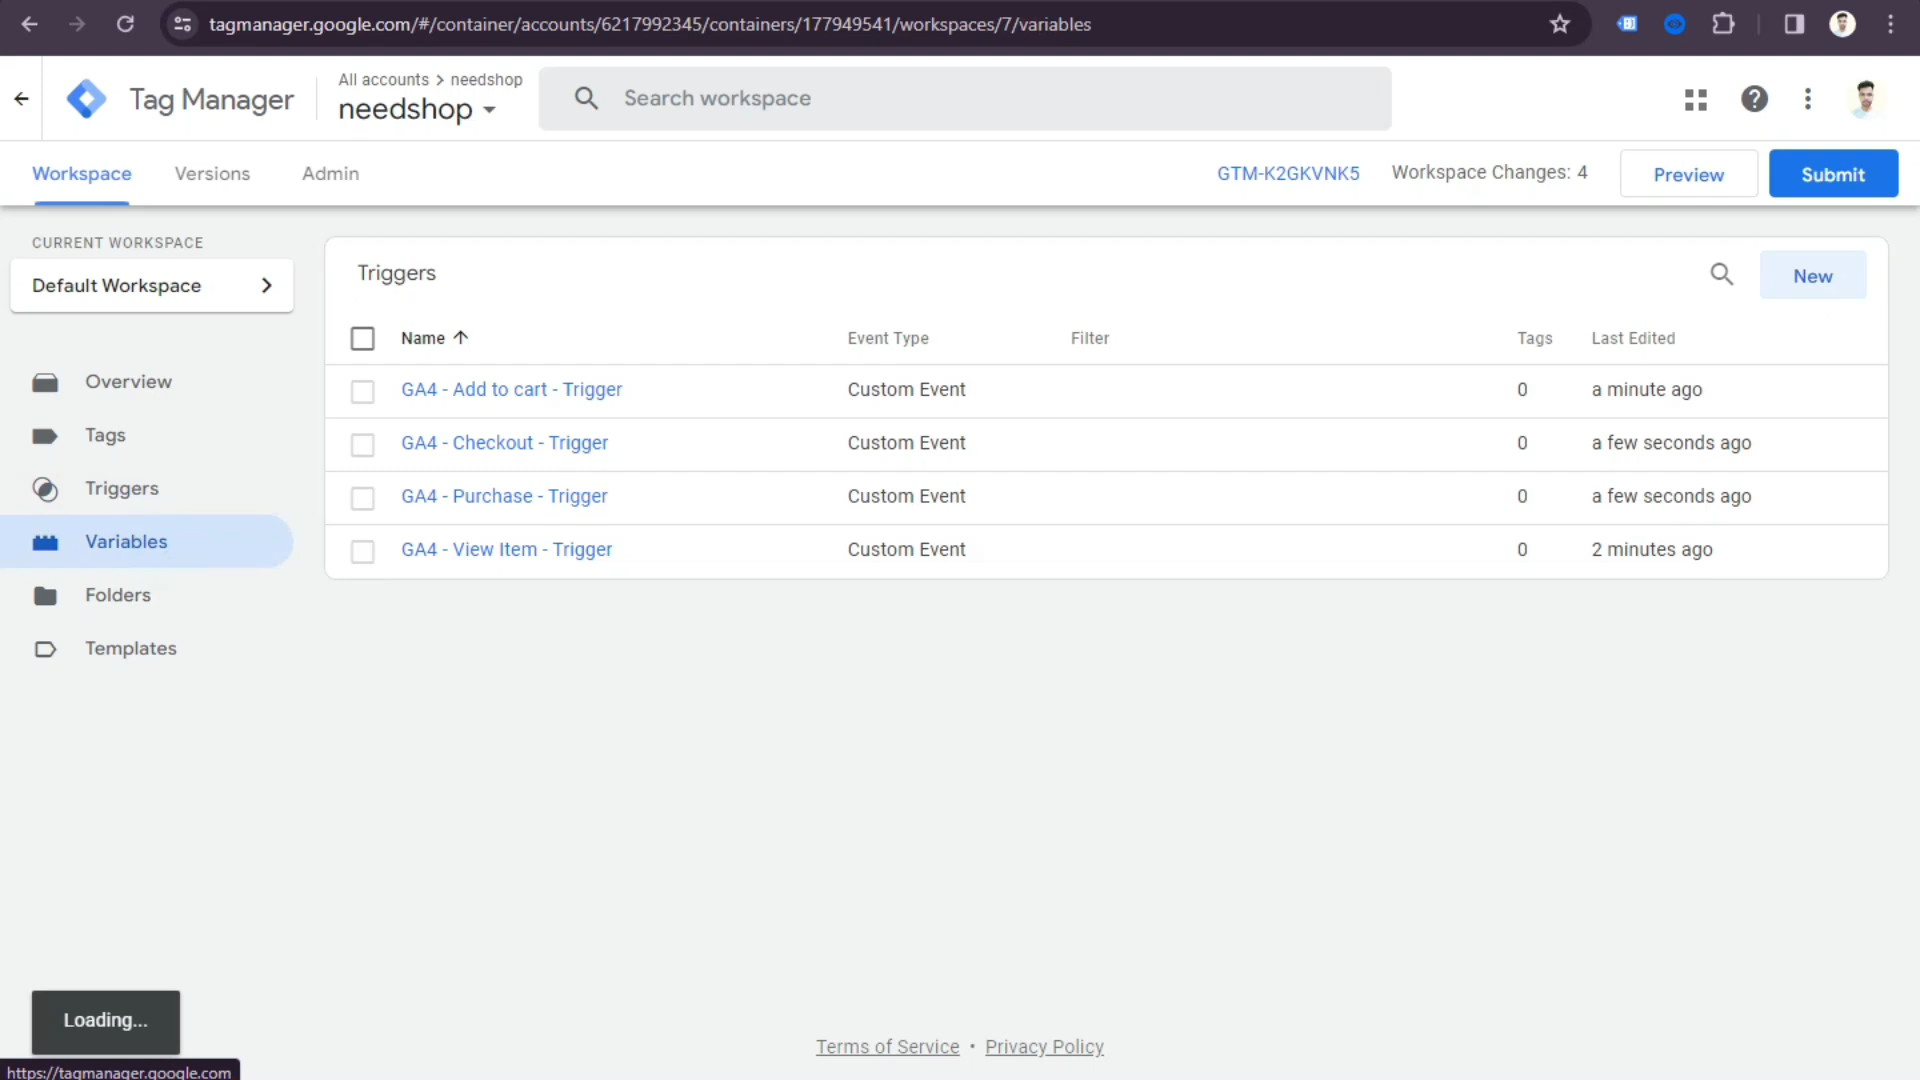 tagmanager.google.com/#/container/accounts/6217992345/containers/177949541/workspaces/7/variables
Tag Manager
All accounts > needshop
needshop
Search workspace
Workspace
Versions
Admin
GTM-K2GKVNK5
Workspace Changes: 4
Preview
Submit
CURRENT WORKSPACE
Default Workspace
Overview
Tags
Triggers
Variables
Folders
Templates
Triggers
New
Name Event Type Filter Tags Last Edited
GA4 - Add to cart - Trigger Custom Event 0 a minute ago
GA4 - Checkout - Trigger Custom Event 0 a few seconds ago
GA4 - Purchase - Trigger Custom Event 0 a few seconds ago
GA4 - View Item - Trigger Custom Event 0 2 minutes ago
Loading...
Terms of Service • Privacy Policy
https://tagmanager.google.com